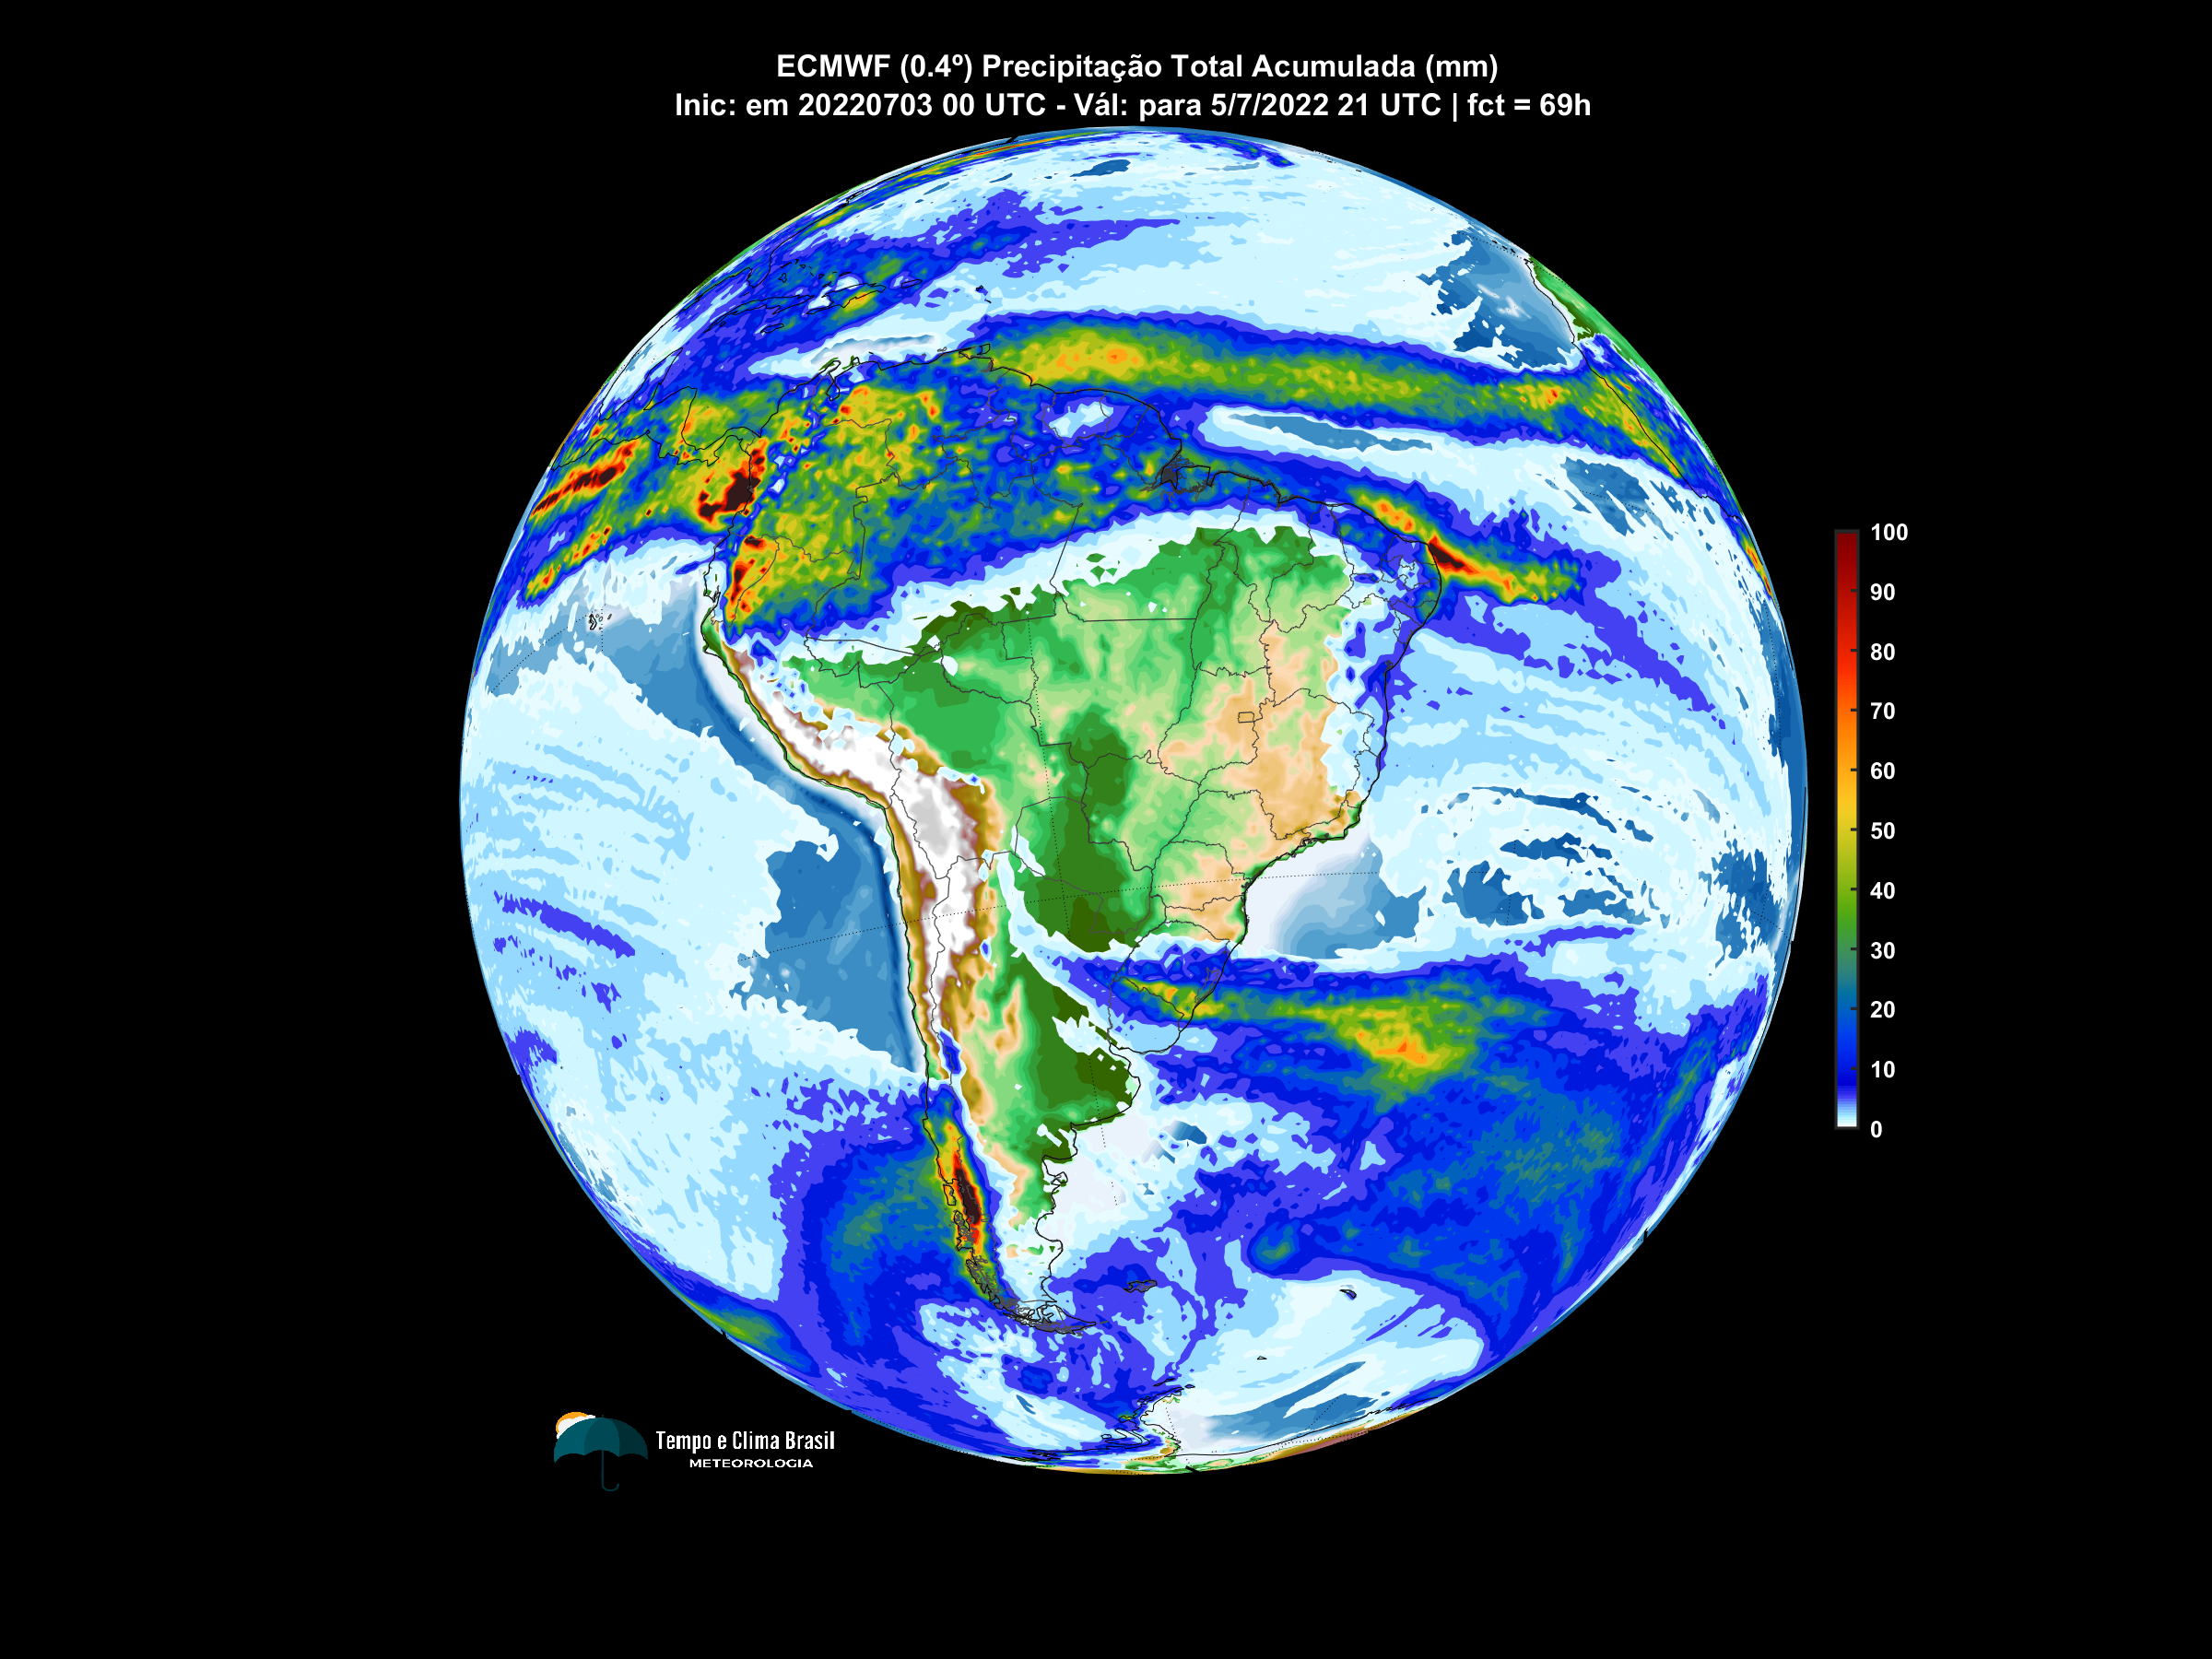 ECMWF (0.4º) Precipitação Total Acumulada (mm)
Inic: em 20220703 00 UTC - Vál: para 5/7/2022 21 UTC | fct = 69h
100
90
80
70
60
50
40
30
20
10
0
Tempo e Clima Brasil
METEOROLOGIA